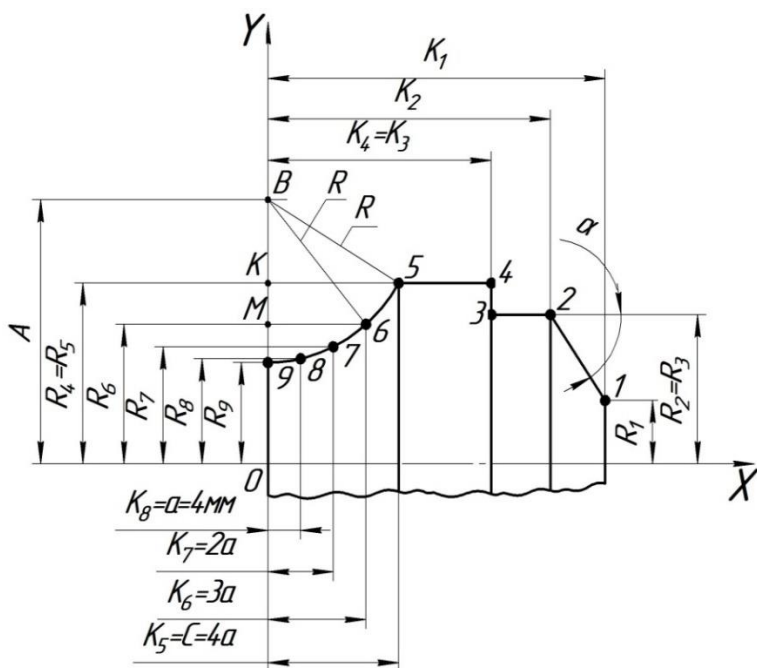 Y
K₁
K₂
K₄=K₃
B
R
R
α
K
5
4
A
M
3
2
6
7
8
9
1
R₄=R₅
R₆
R₇
R₈
R₉
R₁
R₂=R₃
O
X
K₈=a=4мм
K₇=2a
K₆=3a
K₅=C=4a